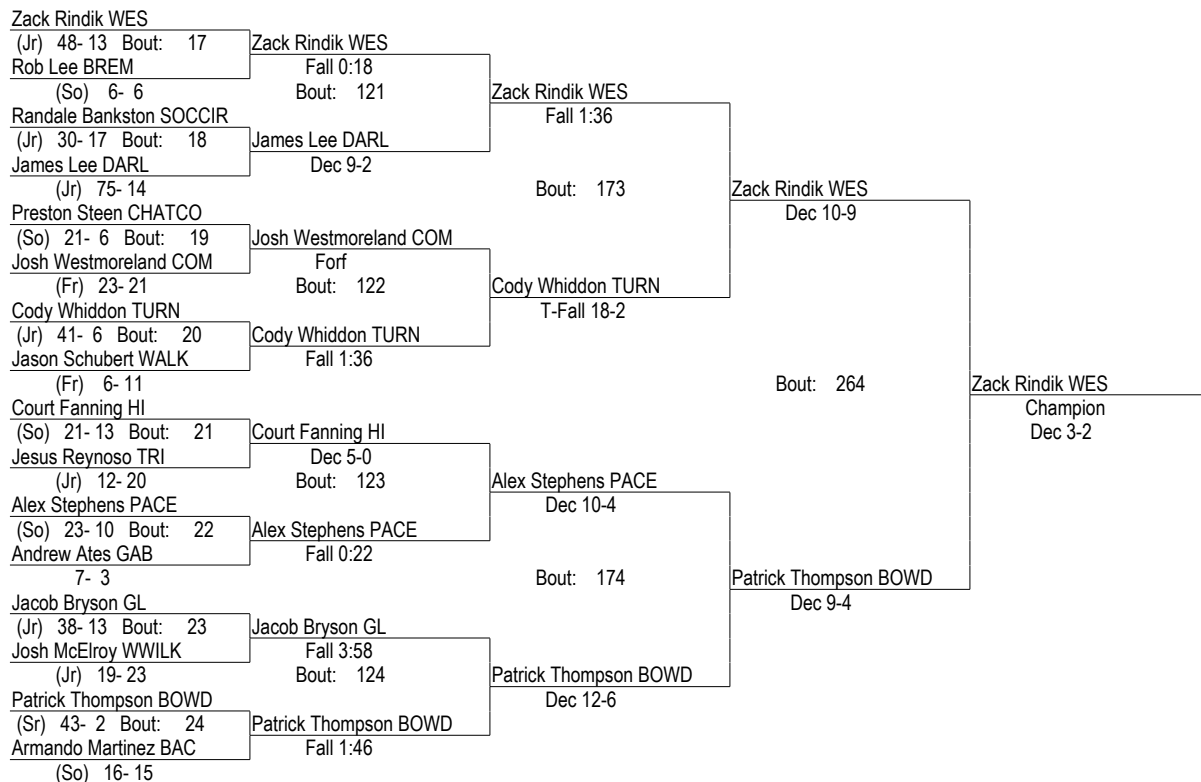 Zack Rindik WES
(Jr) 48- 13 Bout: 17
Rob Lee BREM
(So) 6- 6
Randale Bankston SOCCIR
(Jr) 30- 17 Bout: 18
James Lee DARL
(Jr) 75- 14
Preston Steen CHATCO
(So) 21- 6 Bout: 19
Josh Westmoreland COM
(Fr) 23- 21
Cody Whiddon TURN
(Jr) 41- 6 Bout: 20
Jason Schubert WALK
(Fr) 6- 11
Court Fanning HI
(So) 21- 13 Bout: 21
Jesus Reynoso TRI
(Jr) 12- 20
Alex Stephens PACE
(So) 23- 10 Bout: 22
Andrew Ates GAB
7- 3
Jacob Bryson GL
(Jr) 38- 13 Bout: 23
Josh McElroy WWILK
(Jr) 19- 23
Patrick Thompson BOWD
(Sr) 43- 2 Bout: 24
Armando Martinez BAC
(So) 16- 15
Zack Rindik WES
Fall 0:18
Bout: 121
James Lee DARL
Dec 9-2
Josh Westmoreland COM
Forf
Bout: 122
Cody Whiddon TURN
Fall 1:36
Court Fanning HI
Dec 5-0
Bout: 123
Alex Stephens PACE
Fall 0:22
Jacob Bryson GL
Fall 3:58
Bout: 124
Patrick Thompson BOWD
Fall 1:46
Zack Rindik WES
Fall 1:36
Bout: 173
Cody Whiddon TURN
T-Fall 18-2
Alex Stephens PACE
Dec 10-4
Bout: 174
Patrick Thompson BOWD
Dec 12-6
Zack Rindik WES
Dec 10-9
Bout: 264
Patrick Thompson BOWD
Dec 9-4
Zack Rindik WES
Champion
Dec 3-2